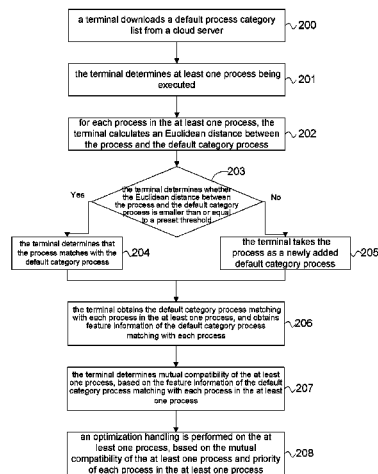 a terminal downloads a default process category
list from a cloud server
200
the terminal determines at least one process being
executed
201
for each process in the at least one process, the
terminal calculates an Euclidean distance between
the process and the default category process
202
203
the terminal determines whether
the Euclidean distance between
the process and the default category
process is smaller than or equal
to a preset threshold
Yes
No
the terminal determines that
the process matches with the
default category process
204
the terminal takes the
process as a newly added
default category process
205
the terminal obtains the default category process matching
with each process in the at least one process, and obtains
feature information of the default category process
matching with each process
206
the terminal determines mutual compatibility of the at least
one process, based on the feature information of the default
category process matching with each process in the at least
one process
207
an optimization handling is performed on the at
least one process, based on the mutual
compatibility of the at least one process and priority
of each process in the at least one process
208